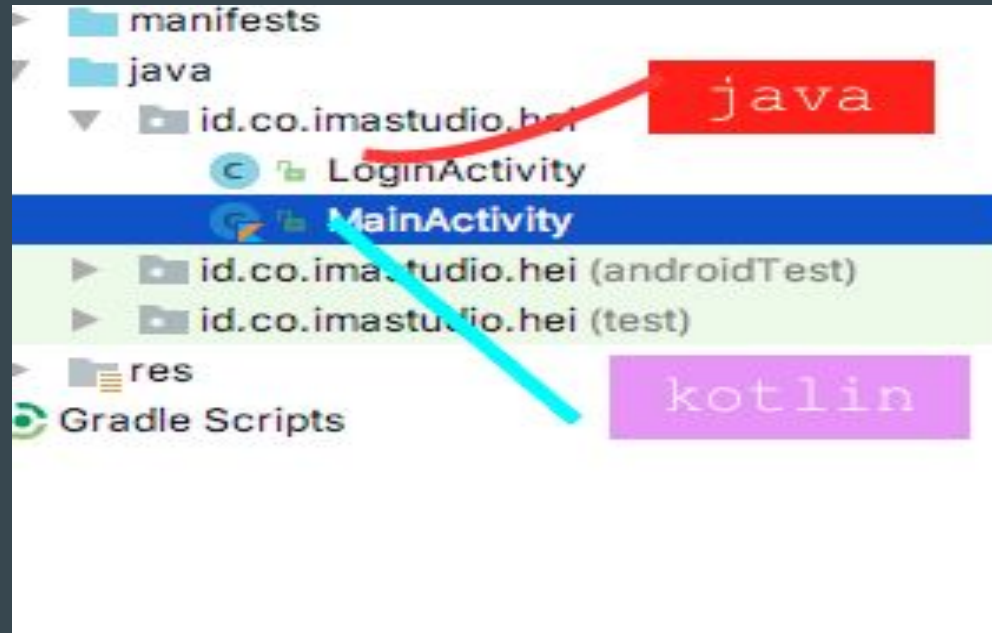 manifests
java
java
id.co.imastudio.hei
LoginActivity
MainActivity
id.co.imastudio.hei (androidTest)
id.co.imastudio.hei (test)
res
kotlin
Gradle Scripts